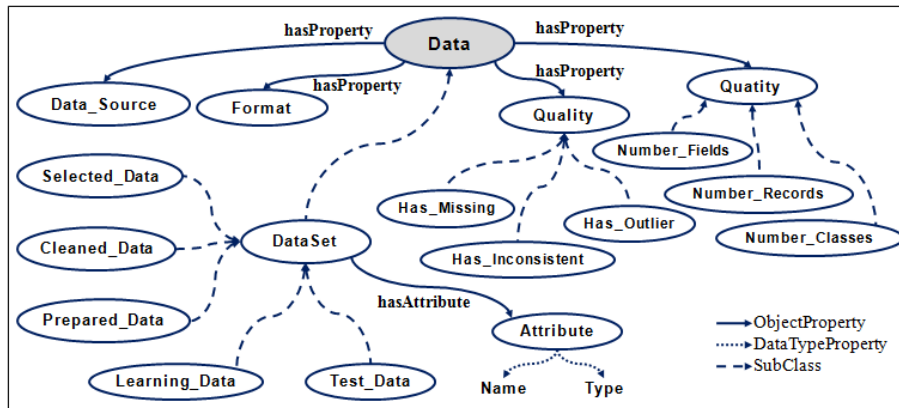 hasProperty
hasProperty
Data
hasProperty
hasProperty
Data_Source
Format
Quality
Quatity
Number_Fields
Selected_Data
Has_Missing
Number_Records
Has_Outlier
Cleaned_Data
DataSet
Number_Classes
Has_Inconsistent
hasAttribute
Prepared_Data
Attribute
ObjectProperty
DataTypeProperty
SubClass
Learning_Data
Test_Data
Name
Type